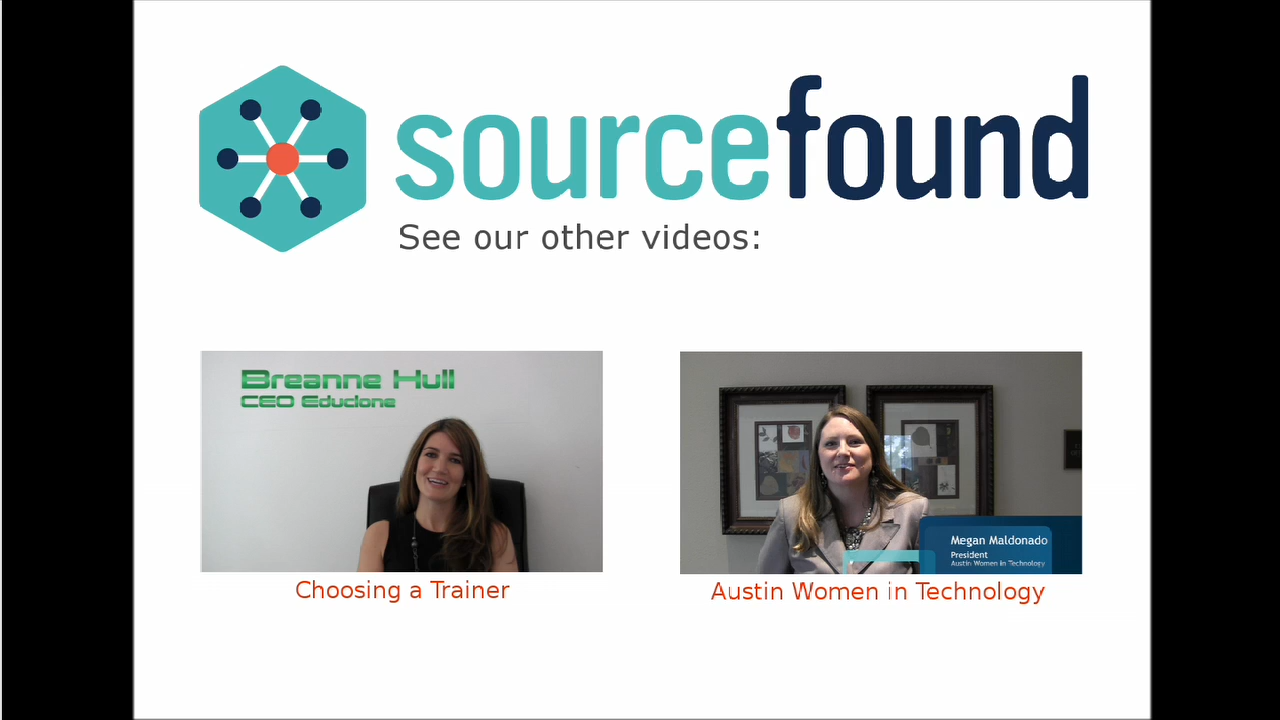 sourcefound
See our other videos:
Breanne Hull
CEO Educlone
Megan Maldonado
President
Austin Women in Technology
Choosing a Trainer
Austin Women in Technology